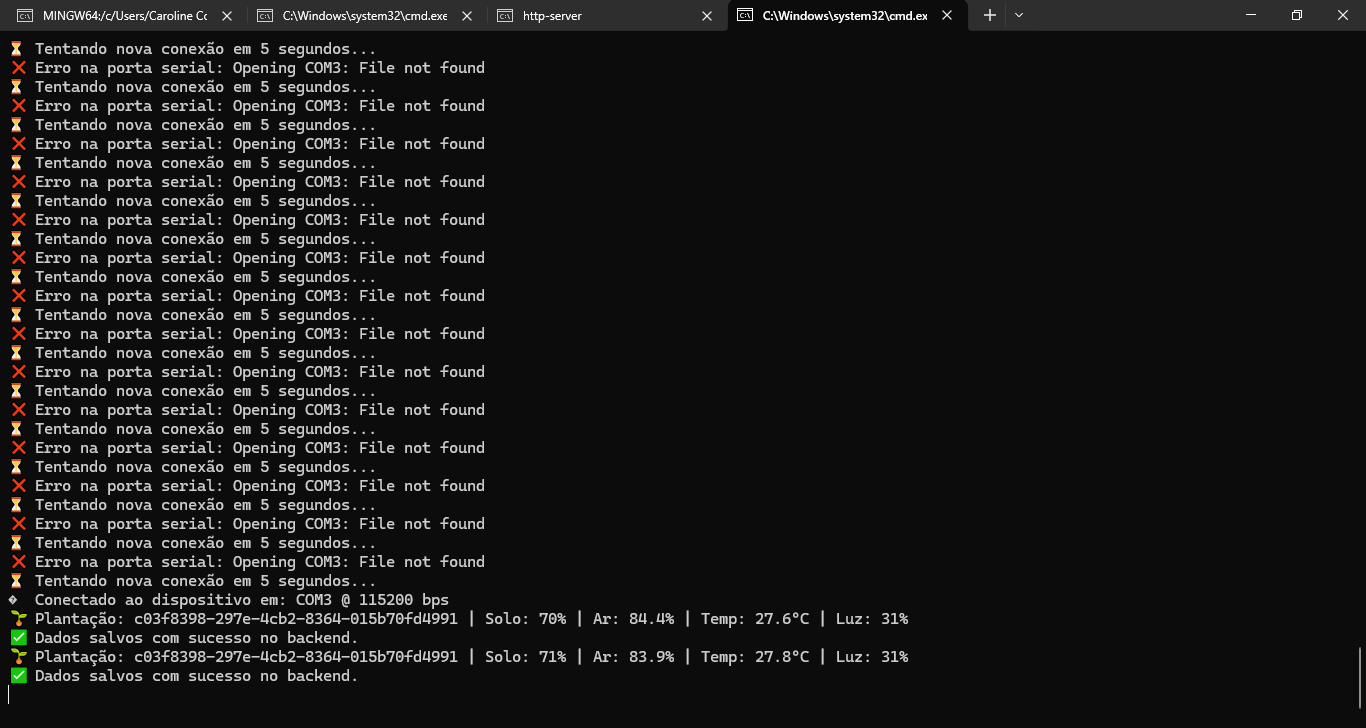 MINGW64:/c/Users/Caroline Cc
C:\Windows\system32\cmd.exe
http-server
C:\Windows\system32\cmd.ex
⏳ Tentando nova conexão em 5 segundos...
❌ Erro na porta serial: Opening COM3: File not found
⏳ Tentando nova conexão em 5 segundos...
❌ Erro na porta serial: Opening COM3: File not found
⏳ Tentando nova conexão em 5 segundos...
❌ Erro na porta serial: Opening COM3: File not found
⏳ Tentando nova conexão em 5 segundos...
❌ Erro na porta serial: Opening COM3: File not found
⏳ Tentando nova conexão em 5 segundos...
❌ Erro na porta serial: Opening COM3: File not found
⏳ Tentando nova conexão em 5 segundos...
❌ Erro na porta serial: Opening COM3: File not found
⏳ Tentando nova conexão em 5 segundos...
❌ Erro na porta serial: Opening COM3: File not found
⏳ Tentando nova conexão em 5 segundos...
❌ Erro na porta serial: Opening COM3: File not found
⏳ Tentando nova conexão em 5 segundos...
❌ Erro na porta serial: Opening COM3: File not found
⏳ Tentando nova conexão em 5 segundos...
❌ Erro na porta serial: Opening COM3: File not found
⏳ Tentando nova conexão em 5 segundos...
❌ Erro na porta serial: Opening COM3: File not found
⏳ Tentando nova conexão em 5 segundos...
❌ Erro na porta serial: Opening COM3: File not found
⏳ Tentando nova conexão em 5 segundos...
❌ Erro na porta serial: Opening COM3: File not found
⏳ Tentando nova conexão em 5 segundos...
❌ Erro na porta serial: Opening COM3: File not found
⏳ Tentando nova conexão em 5 segundos...
� Conectado ao dispositivo em: COM3 @ 115200 bps
🌱 Plantação: c03f8398-297e-4cb2-8364-015b70fd4991 | Solo: 70% | Ar: 84.4% | Temp: 27.6°C | Luz: 31%
✅ Dados salvos com sucesso no backend.
🌱 Plantação: c03f8398-297e-4cb2-8364-015b70fd4991 | Solo: 71% | Ar: 83.9% | Temp: 27.8°C | Luz: 31%
✅ Dados salvos com sucesso no backend.